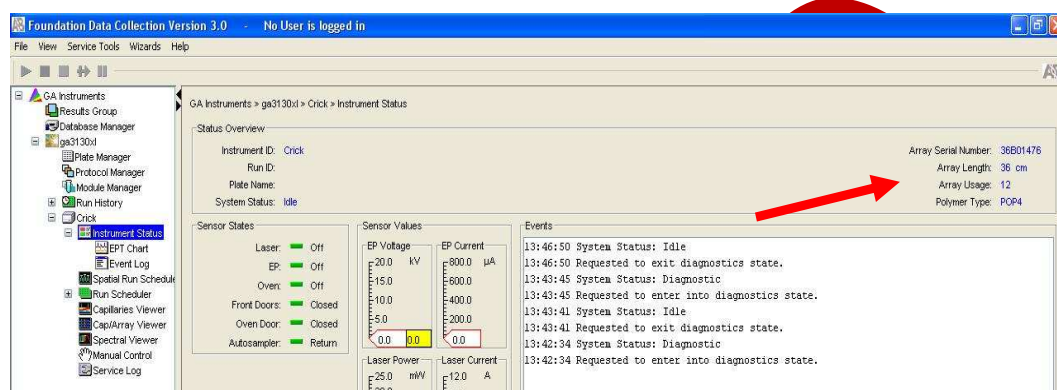 Foundation Data Collection Version 3.0 - No User is logged in
File View Service Tools Wizards Help
GA Instruments
Results Group
Database Manager
ga3130xl
Plate Manager
Protocol Manager
Module Manager
Run History
Crick
Instrument Status
EPT Chart
Event Log
Spatial Run Schedule
Run Scheduler
Capillaries Viewer
Cap/Array Viewer
Spectral Viewer
Manual Control
Service Log
GA Instruments > ga3130xl > Crick > Instrument Status
Status Overview
Instrument ID: Crick
Run ID:
Plate Name:
System Status: Idle
Array Serial Number: 36B01476
Array Length: 36 cm
Array Usage: 12
Polymer Type: POP4
Sensor States
Laser: Off
EP: Off
Oven: Off
Front Doors: Closed
Oven Door: Closed
Autosampler: Return
Sensor Values
EP Voltage
20.0 kV
15.0
10.0
5.0
0.0 0.0
EP Current
800.0 µA
600.0
400.0
200.0
0.0
Laser Power
25.0 mW
Laser Current
12.0 A
Events
13:46:50 System Status: Idle
13:46:50 Requested to exit diagnostics state.
13:43:45 System Status: Diagnostic
13:43:45 Requested to enter into diagnostics state.
13:43:41 System Status: Idle
13:43:41 Requested to exit diagnostics state.
13:42:34 System Status: Diagnostic
13:42:34 Requested to enter into diagnostics state.